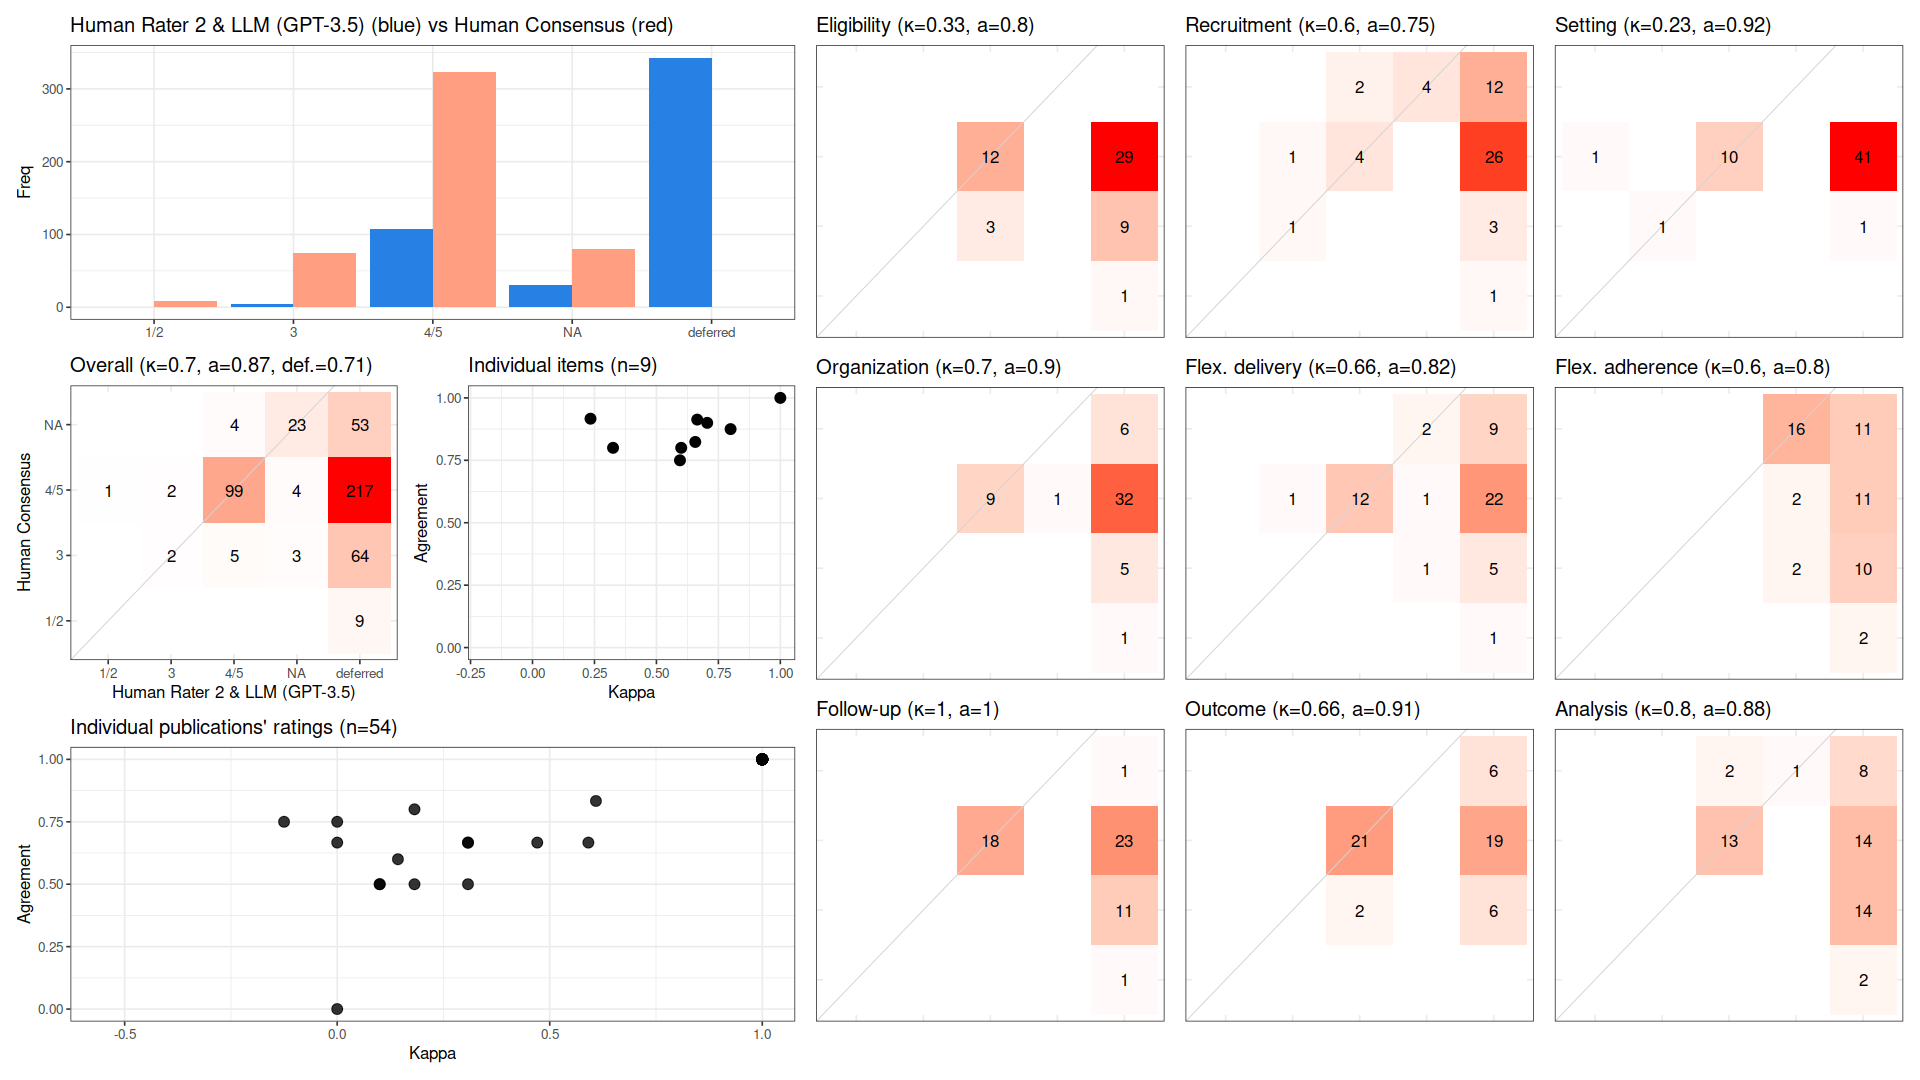 Human Rater 2 & LLM (GPT-3.5) (blue) vs Human Consensus (red)
Freq
300
200
100
0
1/2 3 4/5 NA deferred
Overall (κ=0.7, a=0.87, def.=0.71)
Human Consensus
NA 4 23 53
4/5 1 2 99 4 217
3 2 5 3 64
1/2 9
1/2 3 4/5 NA deferred
Human Rater 2 & LLM (GPT-3.5)
Individual items (n=9)
Agreement
1.00
0.75
0.50
0.25
0.00
-0.25 0.00 0.25 0.50 0.75 1.00
Kappa
Individual publications' ratings (n=54)
Agreement
1.00
0.75
0.50
0.25
0.00
-0.5 0.0 0.5 1.0
Kappa
Eligibility (κ=0.33, a=0.8)
12 29
3 9
1
Recruitment (κ=0.6, a=0.75)
2 4 12
1 4 26
1 3
1
Setting (κ=0.23, a=0.92)
1 10 41
1 1
Organization (κ=0.7, a=0.9)
6
9 1 32
5
1
Flex. delivery (κ=0.66, a=0.82)
2 9
1 12 1 22
1 5
1
Flex. adherence (κ=0.6, a=0.8)
16 11
2 11
2 10
2
Follow-up (κ=1, a=1)
1
18 23
11
1
Outcome (κ=0.66, a=0.91)
6
21 19
2 6
Analysis (κ=0.8, a=0.88)
2 1 8
13 14
14
2